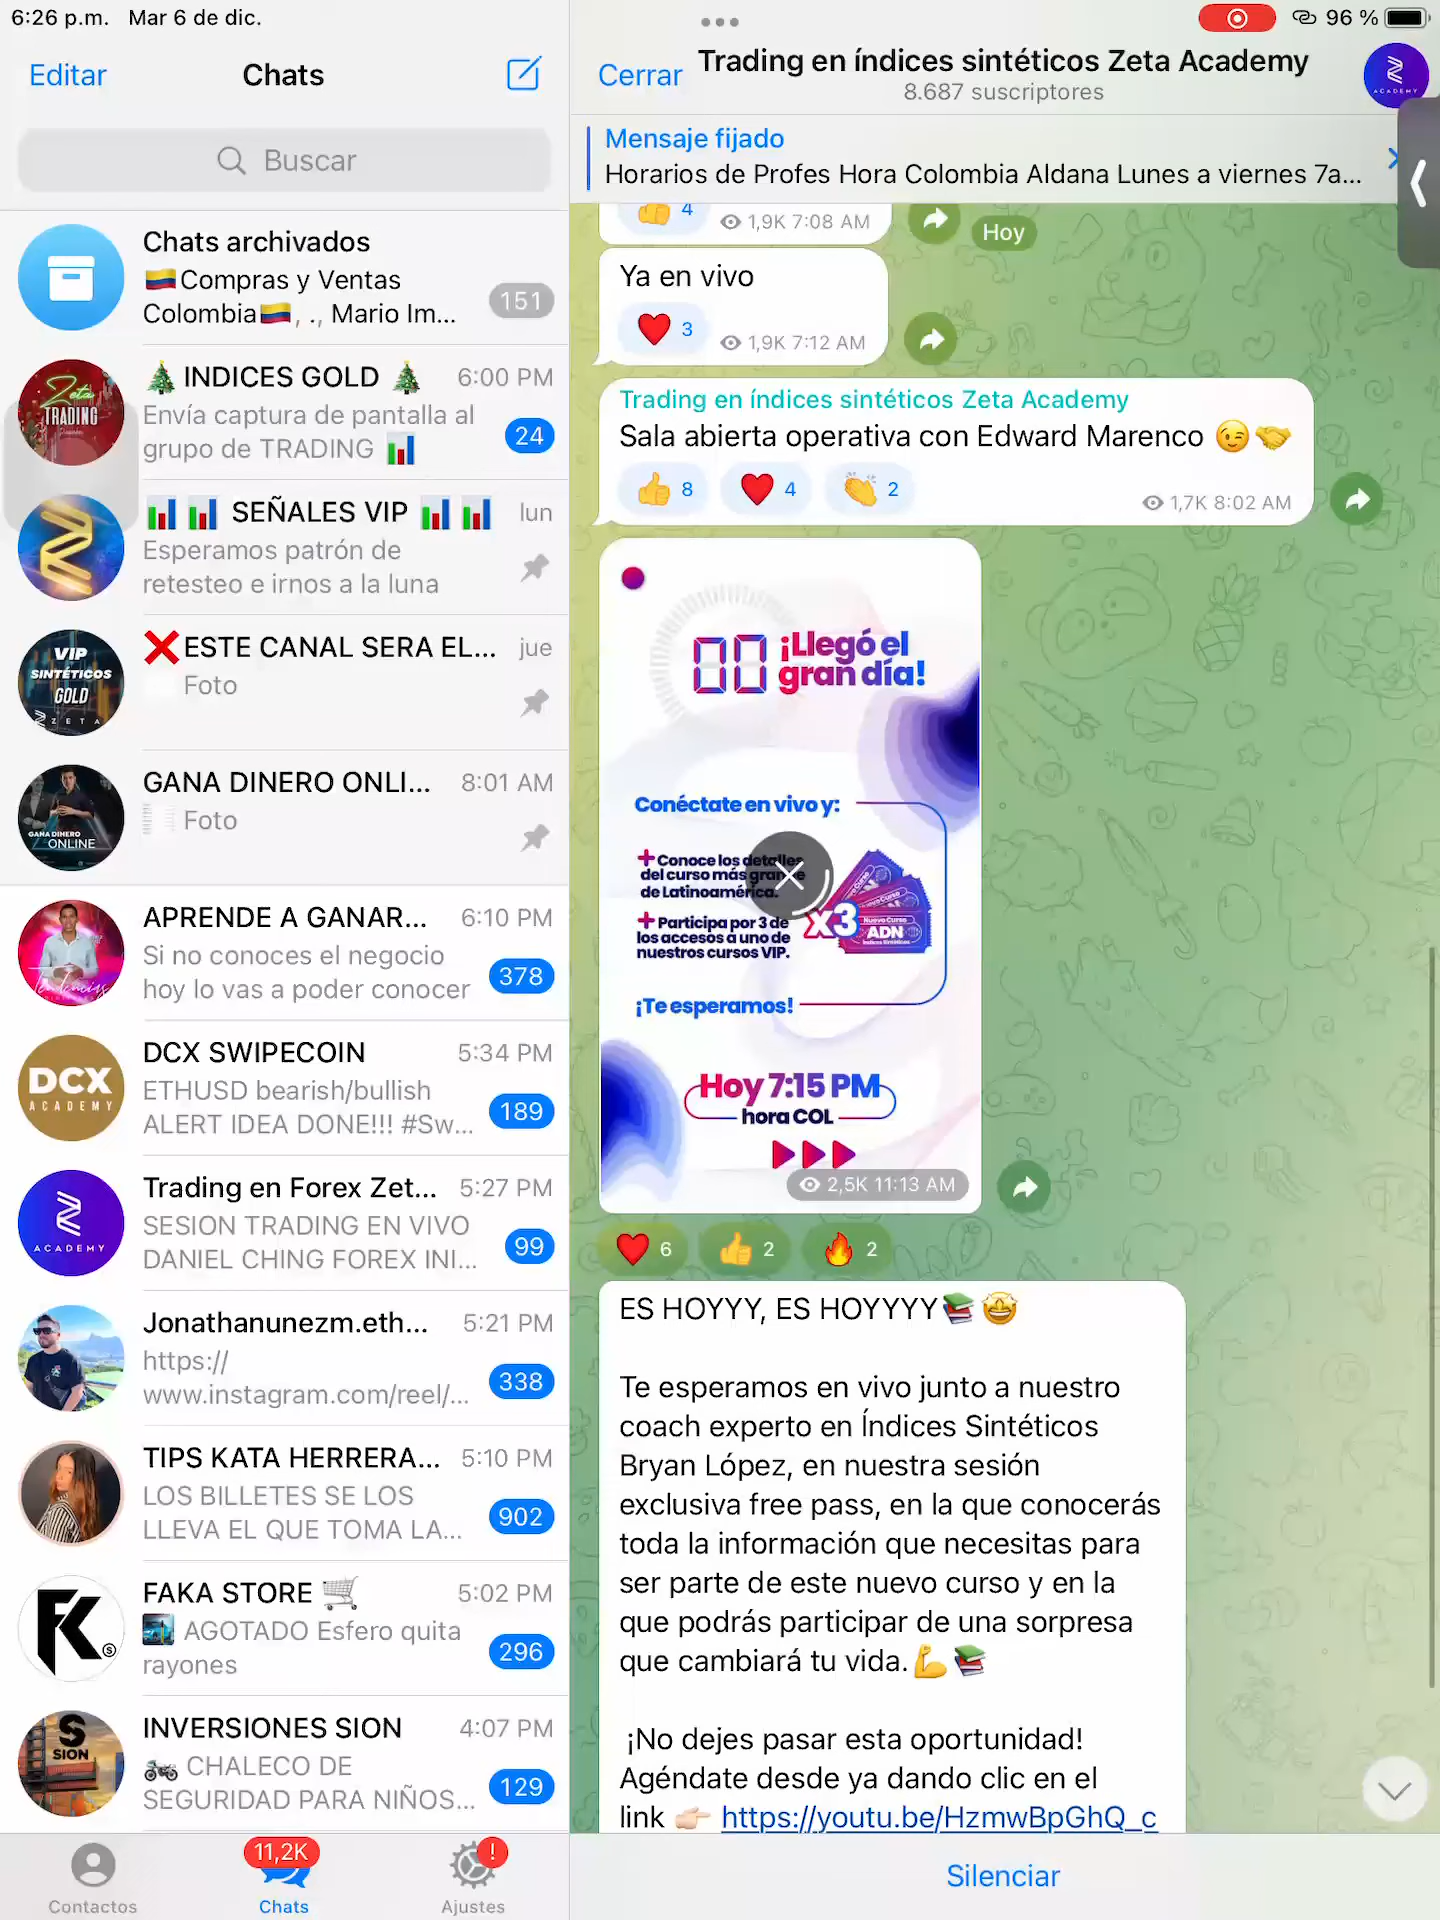 6:26 p.m. Mar 6 de dic.
96 %
Editar
Chats
Buscar
Chats archivados
🇨🇴Compras y Ventas
Colombia🇨🇴, ., Mario Im...
151
Zeta
TRADING
🎄 INDICES GOLD 🎄
6:00 PM
Envía captura de pantalla al
grupo de TRADING 📊
24
📊 📊 SEÑALES VIP 📊 📊
lun
Esperamos patrón de
retesteo e irnos a la luna
VIP
SINTÉTICOS
GOLD
ZETA
❌ESTE CANAL SERA EL...
jue
Foto
GANA DINERO
ONLINE
GANA DINERO ONLI...
8:01 AM
Foto
APRENDE A GANAR...
6:10 PM
Si no conoces el negocio
hoy lo vas a poder conocer
378
DCX
ACADEMY
DCX SWIPECOIN
5:34 PM
ETHUSD bearish/bullish
ALERT IDEA DONE!!! #Sw...
189
ACADEMY
Trading en Forex Zet...
5:27 PM
SESION TRADING EN VIVO
DANIEL CHING FOREX INI...
99
Jonathanunezm.eth...
5:21 PM
https://
www.instagram.com/reel/...
338
TIPS KATA HERRERA...
5:10 PM
LOS BILLETES SE LOS
LLEVA EL QUE TOMA LA...
902
FK
FAKA STORE 🛒
5:02 PM
AGOTADO Esfero quita
rayones
296
S
SION
INVERSIONES SION
4:07 PM
🏍 CHALECO DE
SEGURIDAD PARA NIÑOS...
129
Contactos
11,2K
Chats
!
Ajustes
Cerrar
Trading en índices sintéticos Zeta Academy
8.687 suscriptores
ACADEMY
Mensaje fijado
Horarios de Profes Hora Colombia Aldana Lunes a viernes 7a...
👍 4
1,9K 7:08 AM
Hoy
Ya en vivo
❤️ 3
1,9K 7:12 AM
Trading en índices sintéticos Zeta Academy
Sala abierta operativa con Edward Marenco 😉🤝
👍 8 ❤️ 4 👏 2
1,7K 8:02 AM
00 ¡Llegó el
gran día!
Conéctate en vivo y:
+ Conoce los detalles
del curso más grande
de Latinoamérica.
+ Participa por 3 de
los accesos a uno de
nuestros cursos VIP.
x3
Nuevo Curso
ADN
Índices Sintéticos
¡Te esperamos!
Hoy 7:15 PM
hora COL
2,5K 11:13 AM
❤️ 6 👍 2 🔥 2
ES HOYYY, ES HOYYYY📚🤩
Te esperamos en vivo junto a nuestro
coach experto en Índices Sintéticos
Bryan López, en nuestra sesión
exclusiva free pass, en la que conocerás
toda la información que necesitas para
ser parte de este nuevo curso y en la
que podrás participar de una sorpresa
que cambiará tu vida.💪📚
¡No dejes pasar esta oportunidad!
Agéndate desde ya dando clic en el
link 👉🏻 https://youtu.be/HzmwBpGhQ_c
Silenciar